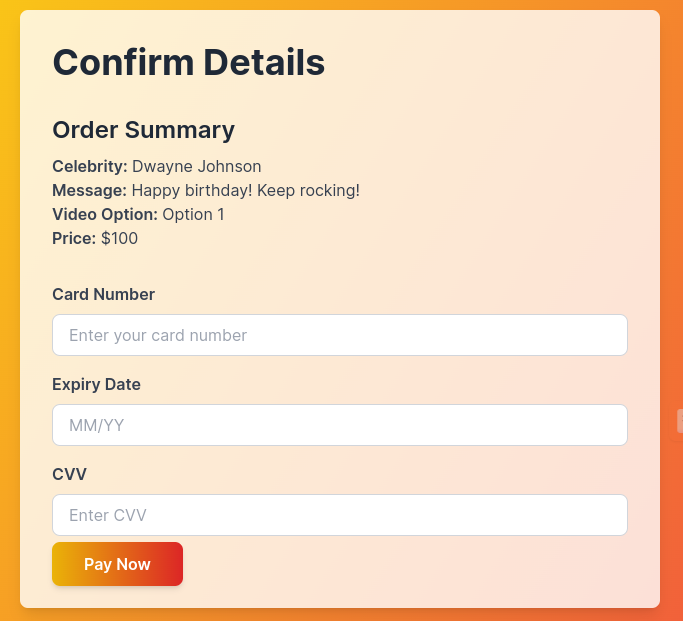 Confirm Details
Order Summary
Celebrity: Dwayne Johnson
Message: Happy birthday! Keep rocking!
Video Option: Option 1
Price: $100
Card Number
Enter your card number
Expiry Date
MM/YY
CVV
Enter CVV
Pay Now